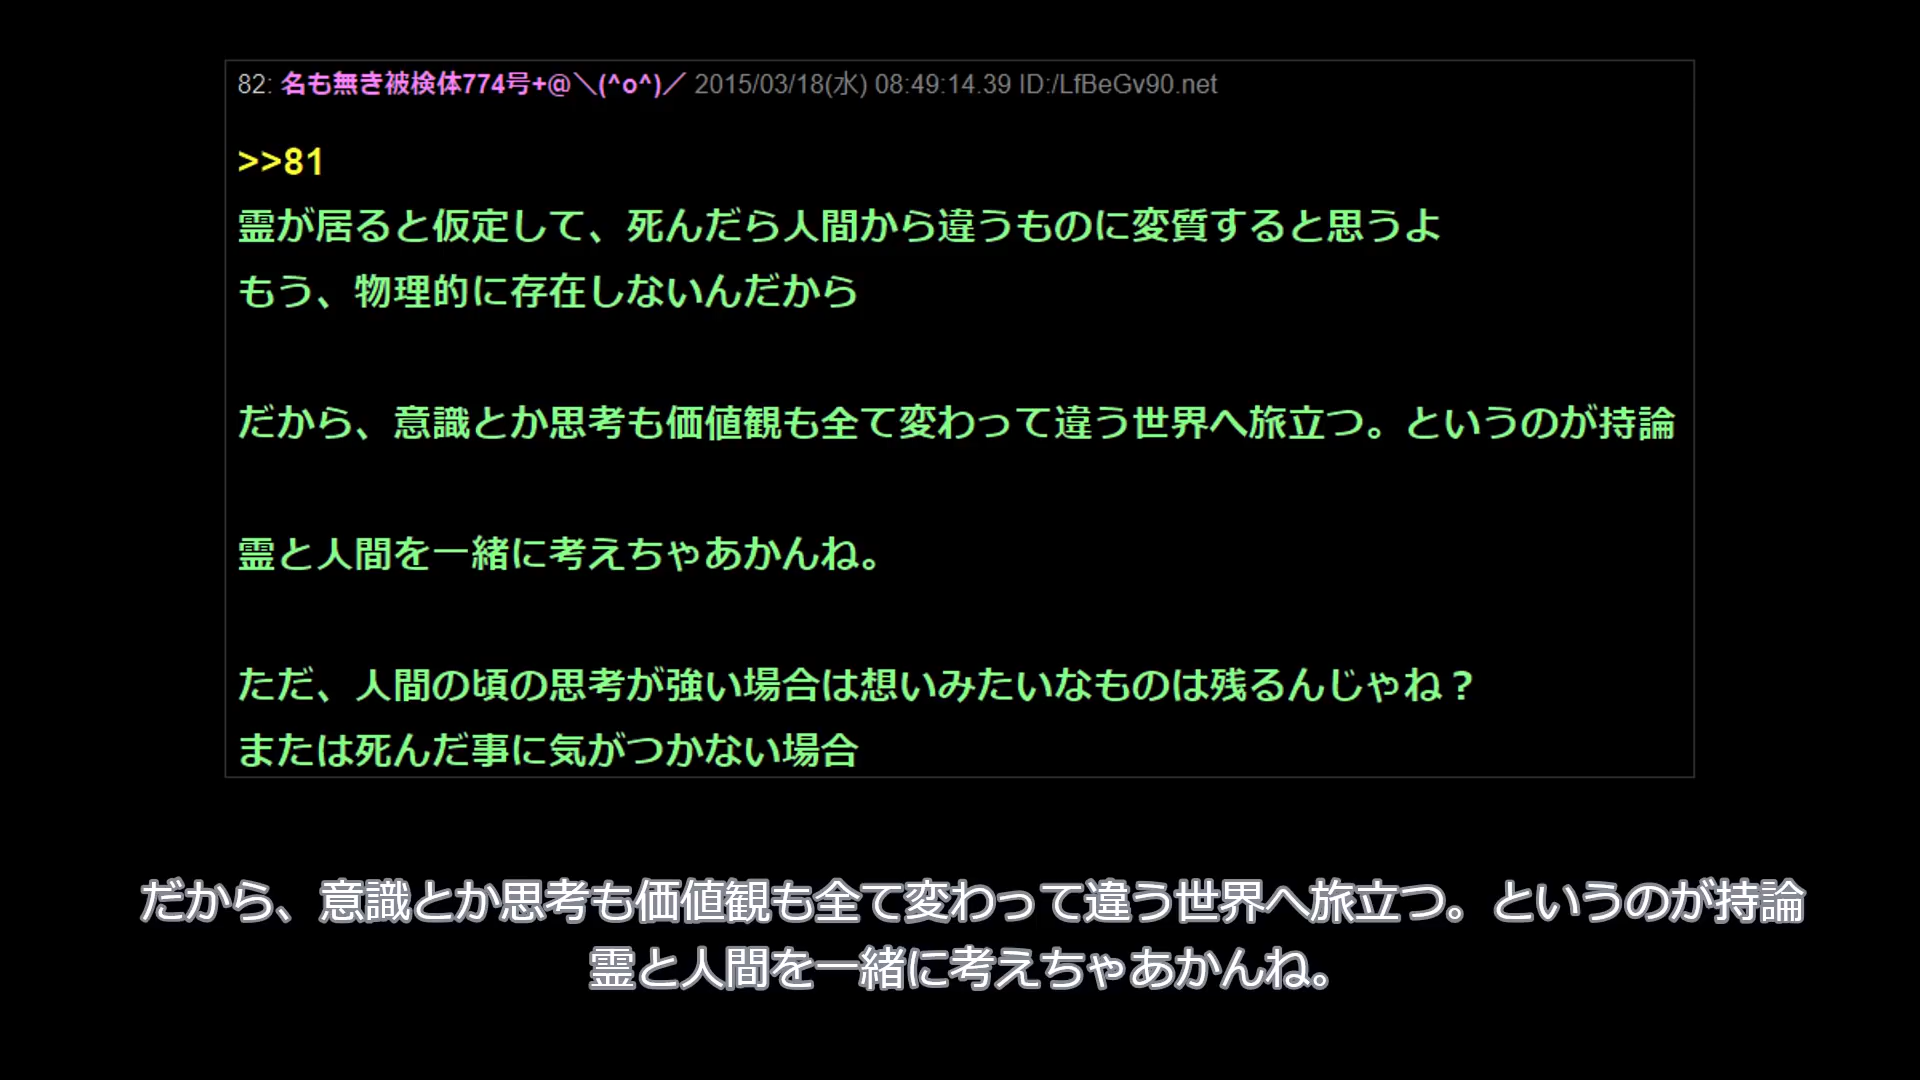 82: 名も無き被検体774号+@＼(^o^)／ 2015/03/18(水) 08:49:14.39 ID:/LfBeGv90.net
>>81
霊が居ると仮定して、死んだら人間から違うものに変質すると思うよ
もう、物理的に存在しないんだから
だから、意識とか思考も価値観も全て変わって違う世界へ旅立つ。というのが持論
霊と人間を一緒に考えちゃあかんね。
ただ、人間の頃の思考が強い場合は想いみたいなものは残るんじゃね？
または死んだ事に気がつかない場合
だから、意識とか思考も価値観も全て変わって違う世界へ旅立つ。というのが持論
霊と人間を一緒に考えちゃあかんね。